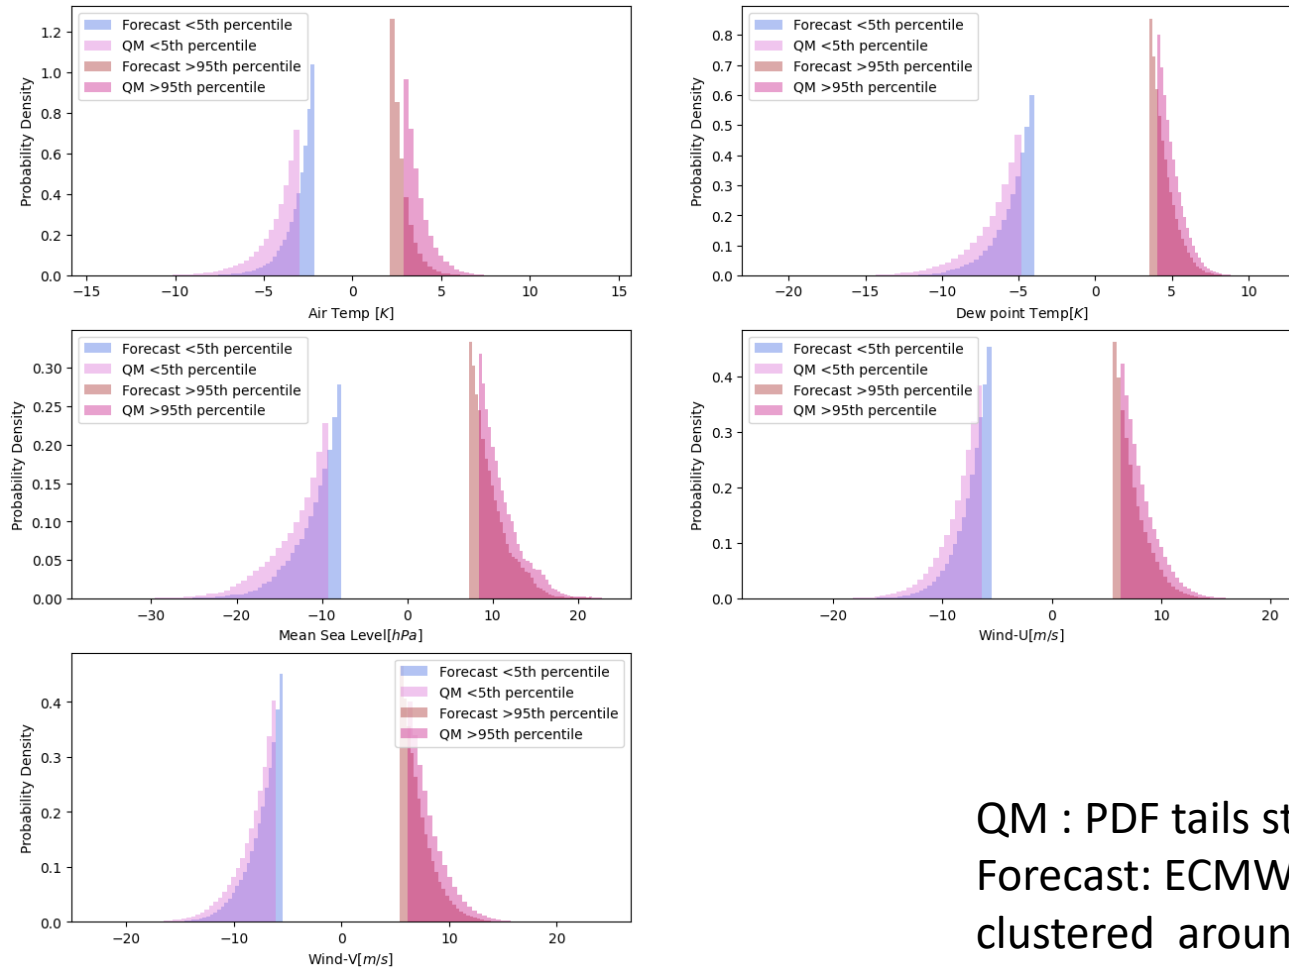 Forecast <5th percentile
QM <5th percentile
Forecast >95th percentile
QM >95th percentile
Probability Density
1.2
1.0
0.8
0.6
0.4
0.2
0.0
−15 −10 −5 0 5 10 15
Air Temp [K]
Forecast <5th percentile
QM <5th percentile
Forecast >95th percentile
QM >95th percentile
Probability Density
0.8
0.7
0.6
0.5
0.4
0.3
0.2
0.1
0.0
−20 −15 −10 −5 0 5 10
Dew point Temp[K]
Forecast <5th percentile
QM <5th percentile
Forecast >95th percentile
QM >95th percentile
Probability Density
0.30
0.25
0.20
0.15
0.10
0.05
0.00
−30 −20 −10 0 10 20
Mean Sea Level[hPa]
Forecast <5th percentile
QM <5th percentile
Forecast >95th percentile
QM >95th percentile
Probability Density
0.4
0.3
0.2
0.1
0.0
−20 −10 0 10 20
Wind-U[m/s]
Forecast <5th percentile
QM <5th percentile
Forecast >95th percentile
QM >95th percentile
Probability Density
0.4
0.3
0.2
0.1
0.0
−20 −10 0 10 20
Wind-V[m/s]
QM : PDF tails
Forecast:
clustered